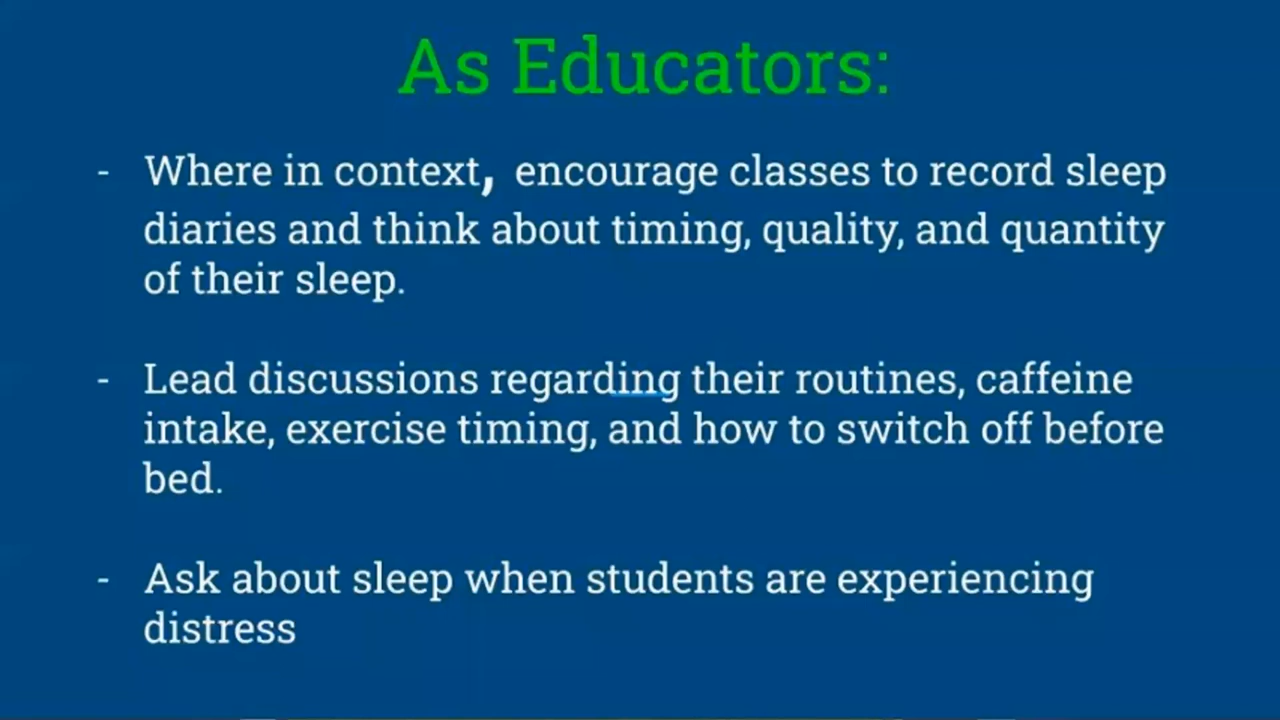 As Educators:
- Where in context, encourage classes to record sleep
diaries and think about timing, quality, and quantity
of their sleep.
- Lead discussions regarding their routines, caffeine
intake, exercise timing, and how to switch off before
bed.
- Ask about sleep when students are experiencing
distress